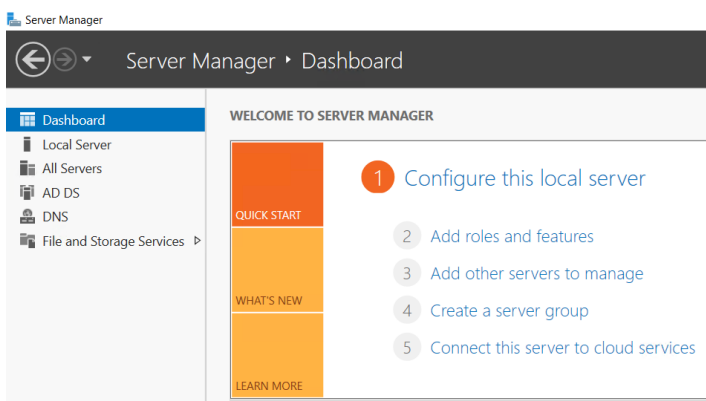 Server Manager
Server Manager • Dashboard
Dashboard
Local Server
All Servers
AD DS
DNS
File and Storage Services
WELCOME TO SERVER MANAGER
QUICK START
WHAT'S NEW
LEARN MORE
1 Configure this local server
2 Add roles and features
3 Add other servers to manage
4 Create a server group
5 Connect this server to cloud services